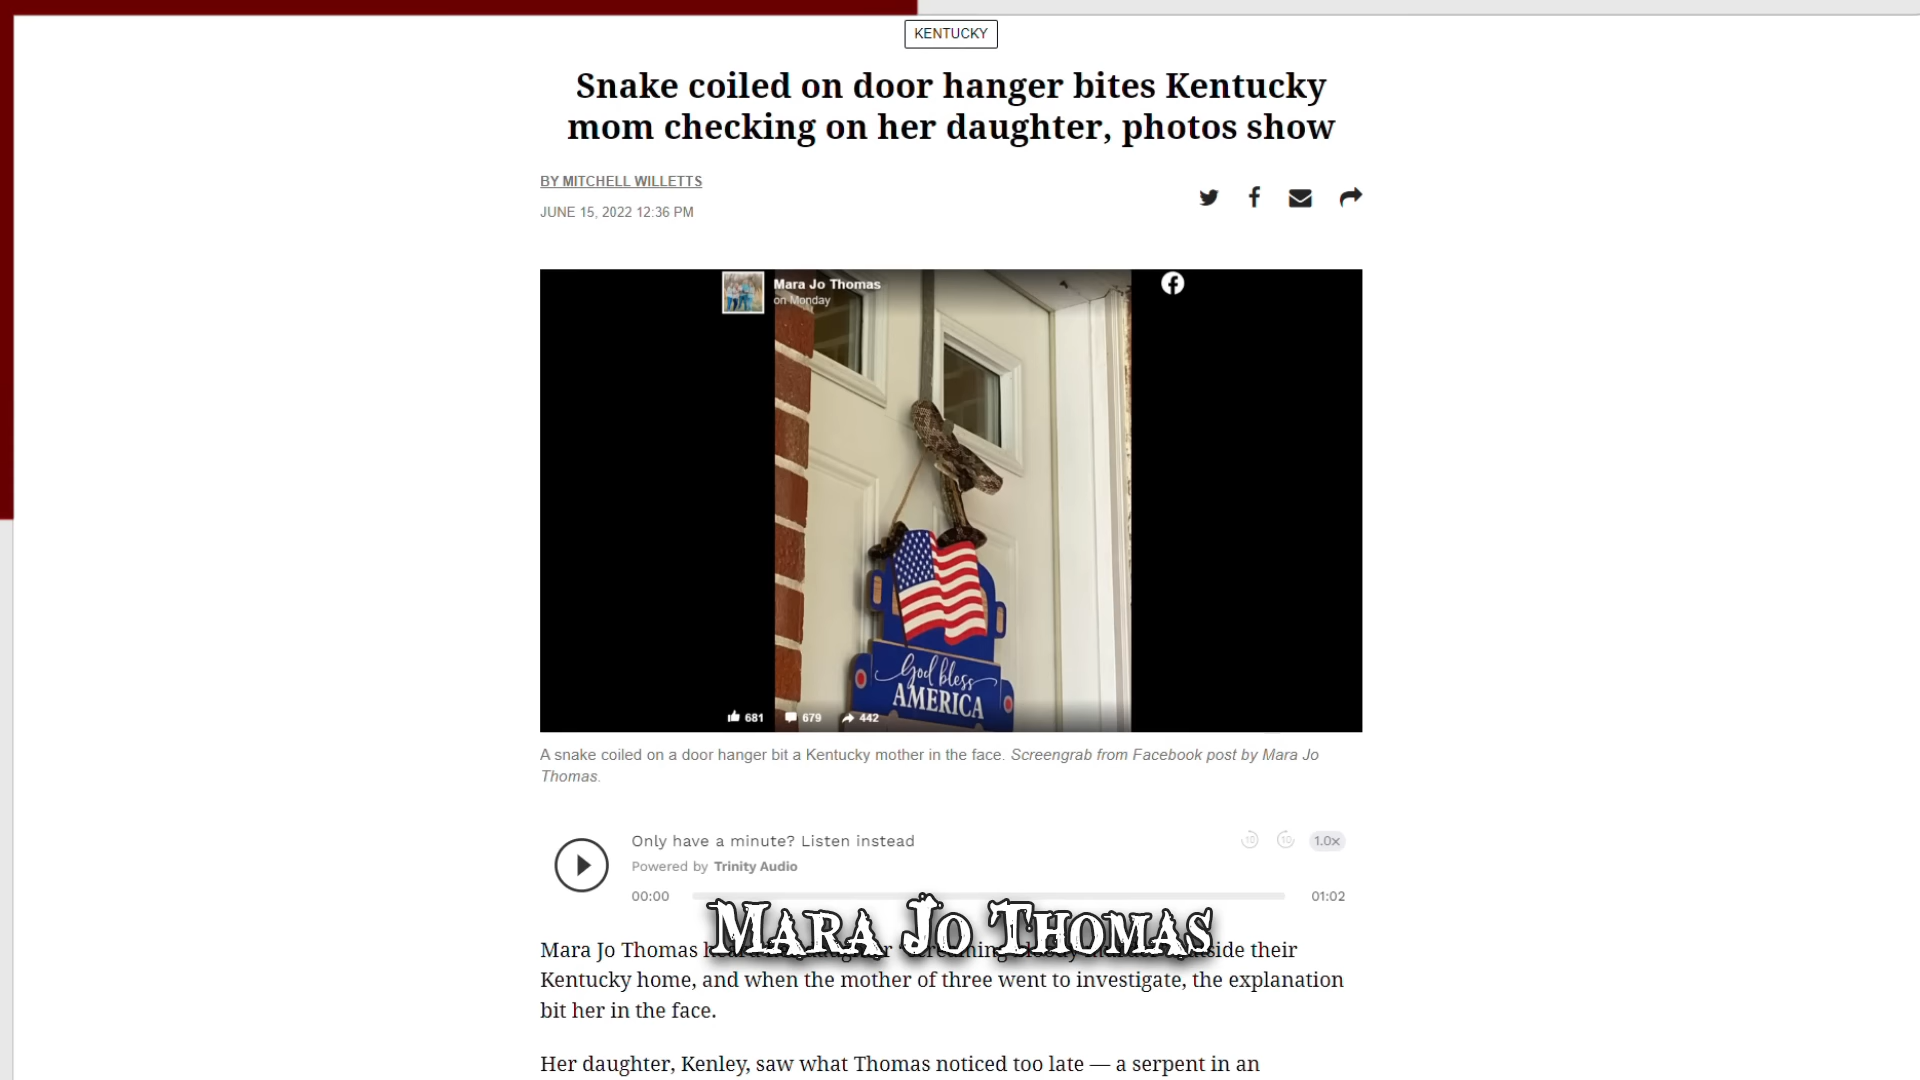 KENTUCKY
Snake coiled on door hanger bites Kentucky
mom checking on her daughter, photos show
BY MITCHELL WILLETTS
JUNE 15, 2022 12:36 PM
Mara Jo Thomas
on Monday
God bless
AMERICA
681 679 442
A snake coiled on a door hanger bit a Kentucky mother in the face. Screengrab from Facebook post by Mara Jo
Thomas.
Only have a minute? Listen instead
1.0x
Powered by Trinity Audio
00:00 01:02
Mara Jo Thomas
Mara Jo Thomas their
Kentucky home, and when the mother of three went to investigate, the explanation
bit her in the face.
Her daughter, Kenley, saw what Thomas noticed too late — a serpent in an